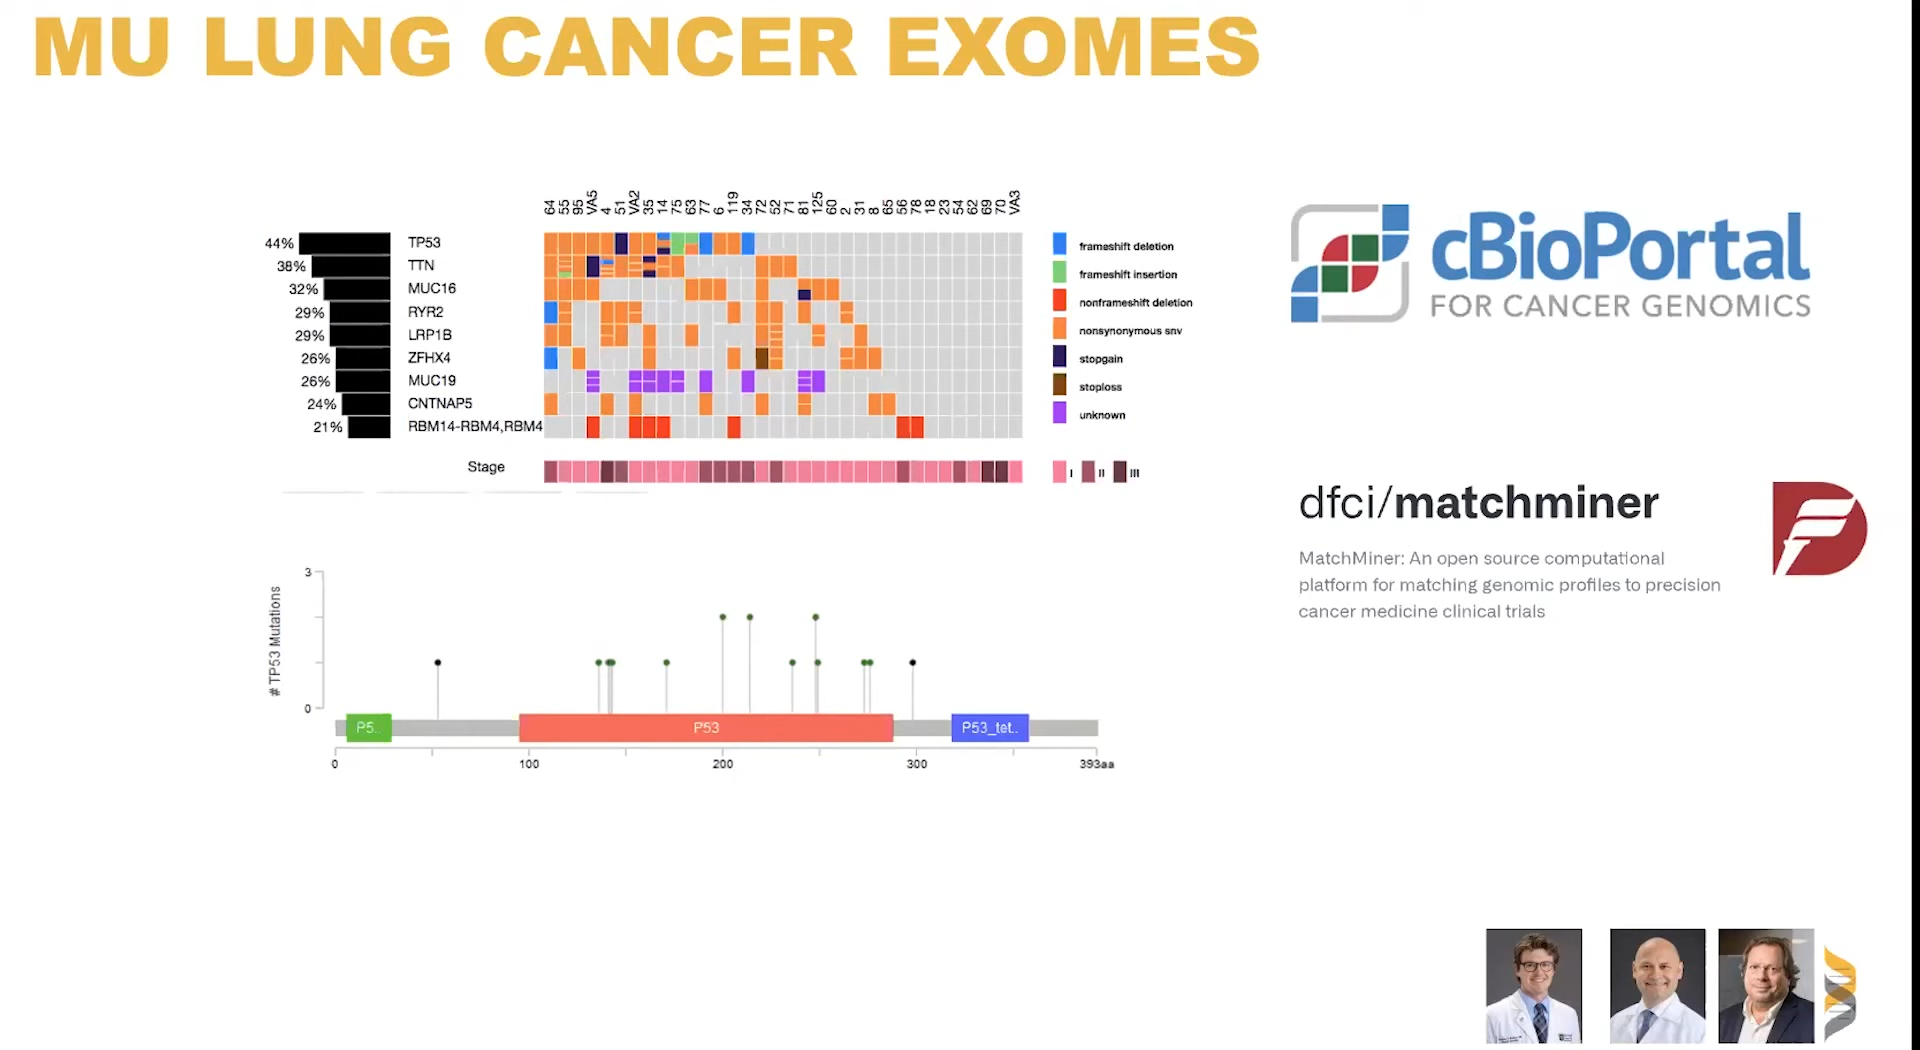 MU LUNG CANCER EXOMES
64 55 95 VA5 4 51 VA2 35 14 75 63 77 6 119 34 72 52 71 81 125 60 2 31 8 65 56 78 18 23 54 62 69 70 VA3
44% TP53
38% TTN
32% MUC16
29% RYR2
29% LRP1B
26% ZFHX4
26% MUC19
24% CNTNAP5
21% RBM14-RBM4,RBM4
Stage
frameshift deletion
frameshift insertion
nonframeshift deletion
nonsynonymous snv
stopgain
stoploss
unknown
I II III
cBioPortal
FOR CANCER GENOMICS
dfci/matchminer
MatchMiner: An open source computational
platform for matching genomic profiles to precision
cancer medicine clinical trials
# TP53 Mutations
3
0
P5..
P53
P53_tet..
0 100 200 300 393aa